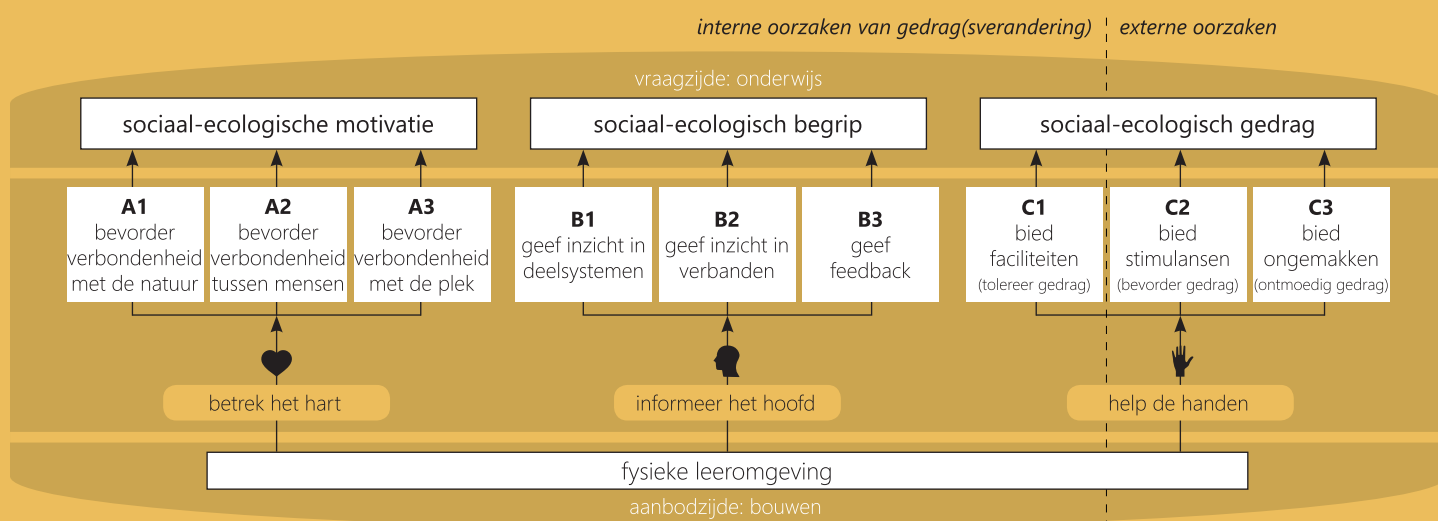 interne oorzaken van gedrag(sverandering)
externe oorzaken
vraagzijde: onderwijs
sociaal-ecologische motivatie
sociaal-ecologisch begrip
sociaal-ecologisch gedrag
A1
bevorder
verbondenheid
met de natuur
A2
bevorder
verbondenheid
tussen mensen
A3
bevorder
verbondenheid
met de plek
B1
geef inzicht in
deelsystemen
B2
geef inzicht in
verbanden
B3
geef
feedback
C1
bied
faciliteiten
(tolereer gedrag)
C2
bied
stimulansen
(bevorder gedrag)
C3
bied
ongemakken
(ontmoedig gedrag)
betrek het hart
informeer het hoofd
help de handen
fysieke leeromgeving
aanbodzijde: bouwen